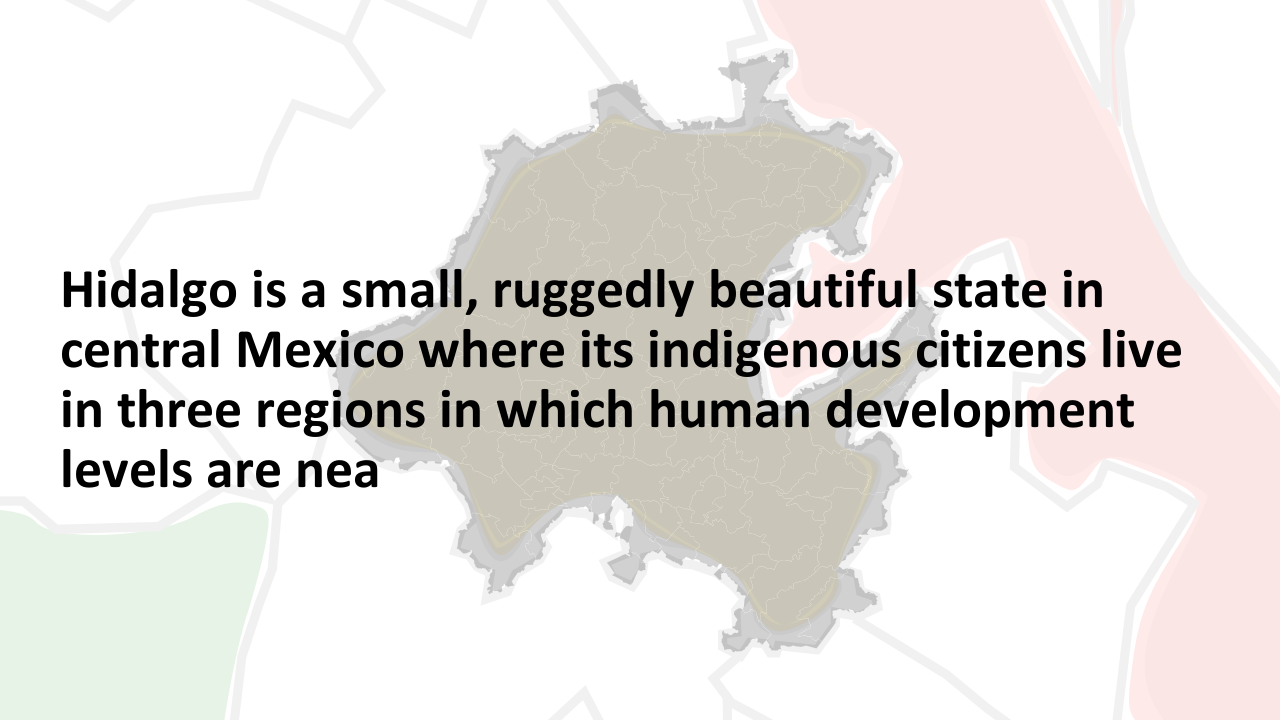 Hidalgo is a small, ruggedly beautiful state in
central Mexico where its indigenous citizens live
in three regions in which human development
levels are nea